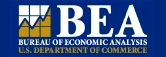 BEA
BUREAU OF ECONOMIC ANALYSIS
U.S. DEPARTMENT OF COMMERCE